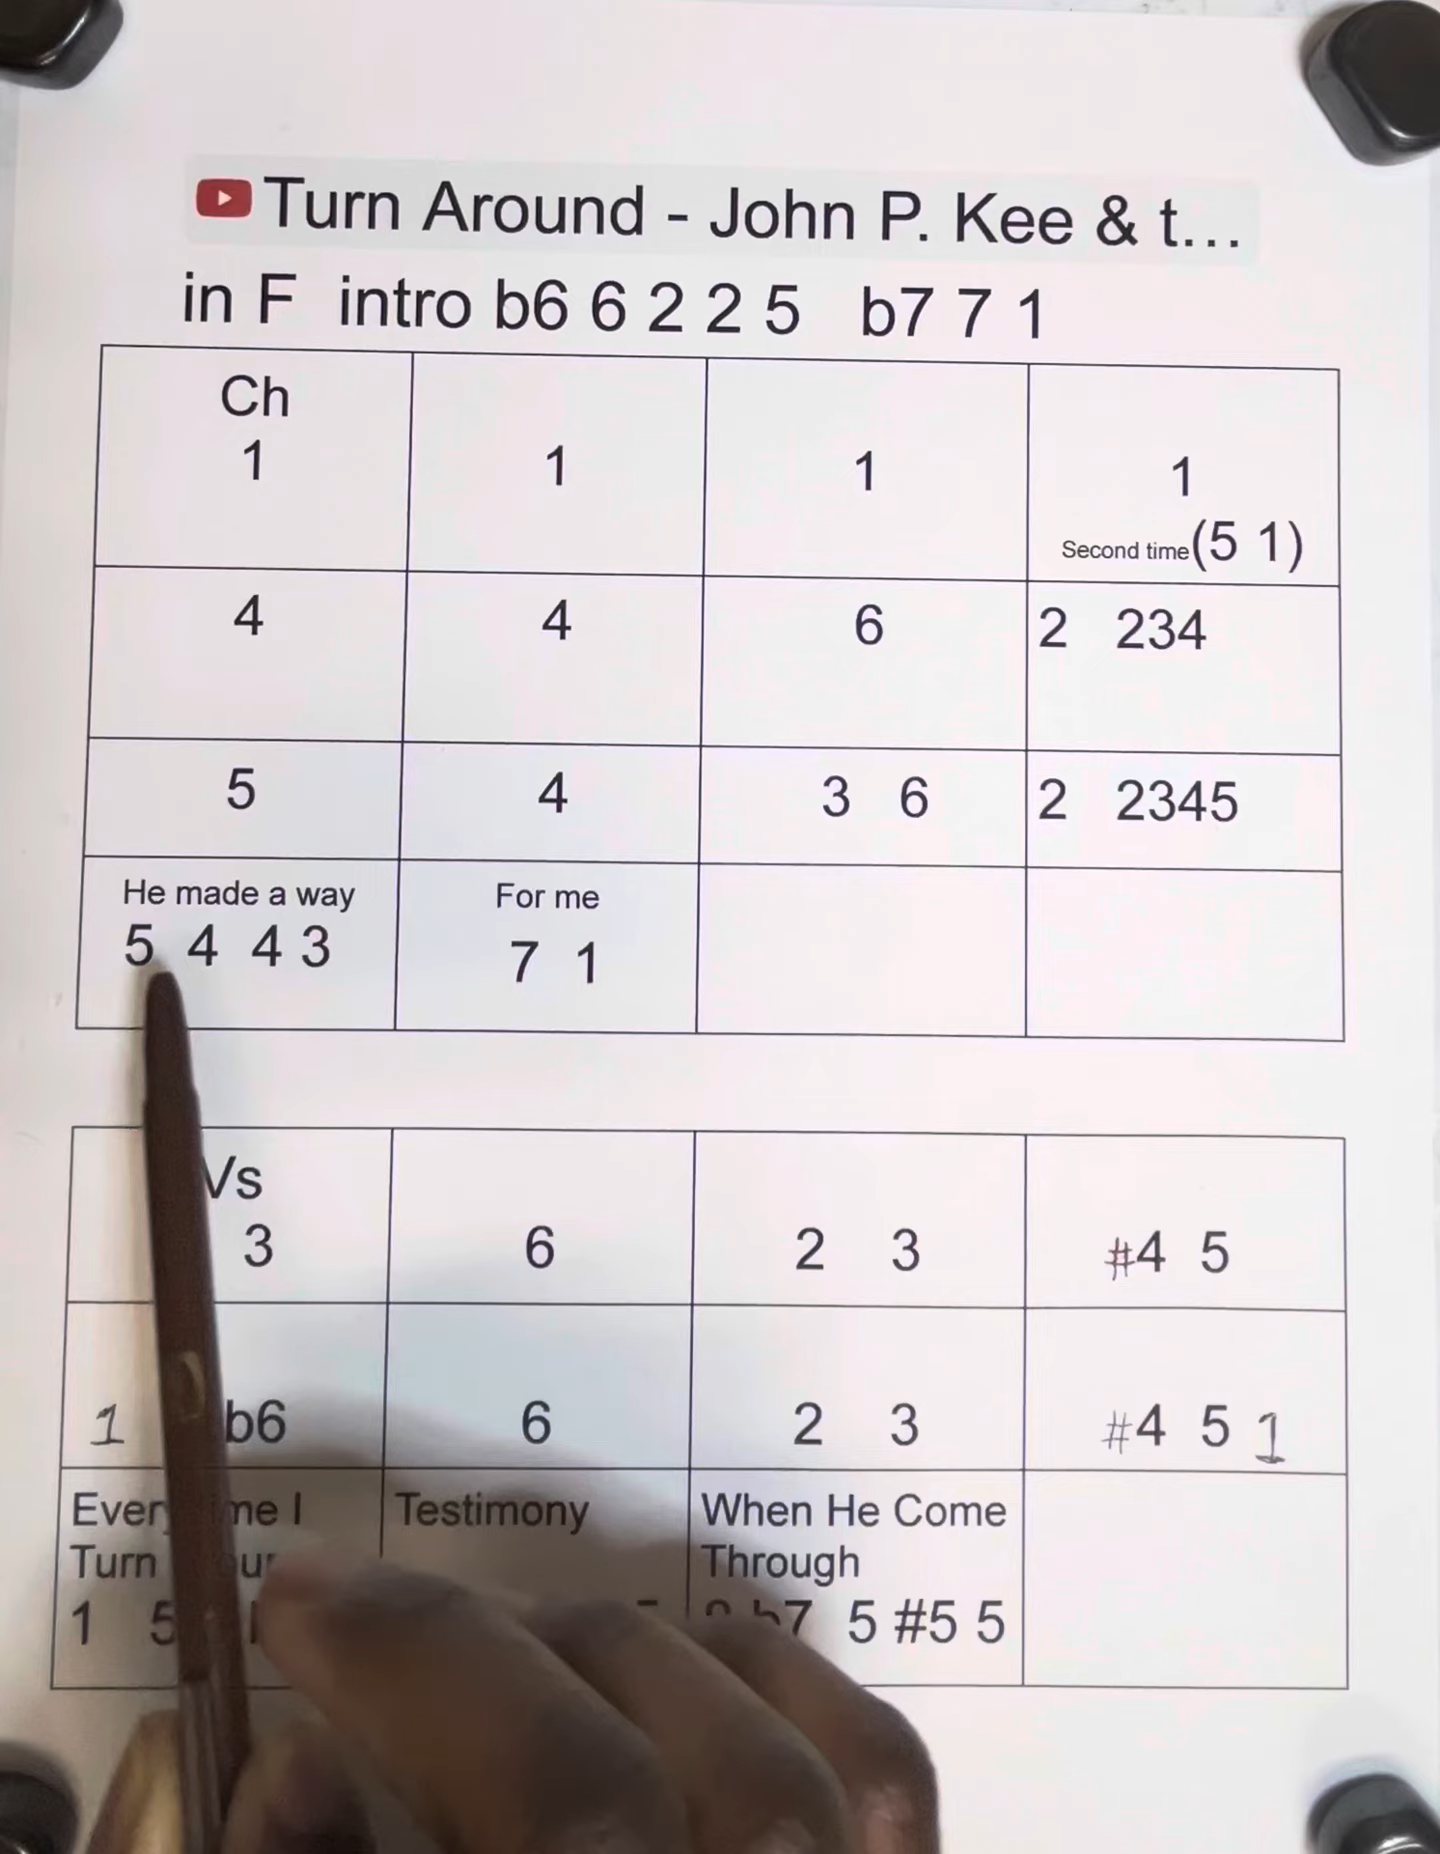 Turn Around - John P. Kee & t...
in F intro b6 6 2 2 5 b7 7 1
Ch
1 1 1 1
Second time (5 1)
4 4 6 2 234
5 4 3 6 2 2345
He made a way For me
5 4 4 3 7 1
Vs
3 6 2 3 #4 5
1 b6 6 2 3 #4 5 1
I Testimony When He Come
Turn Through
1 5 5 #5 5